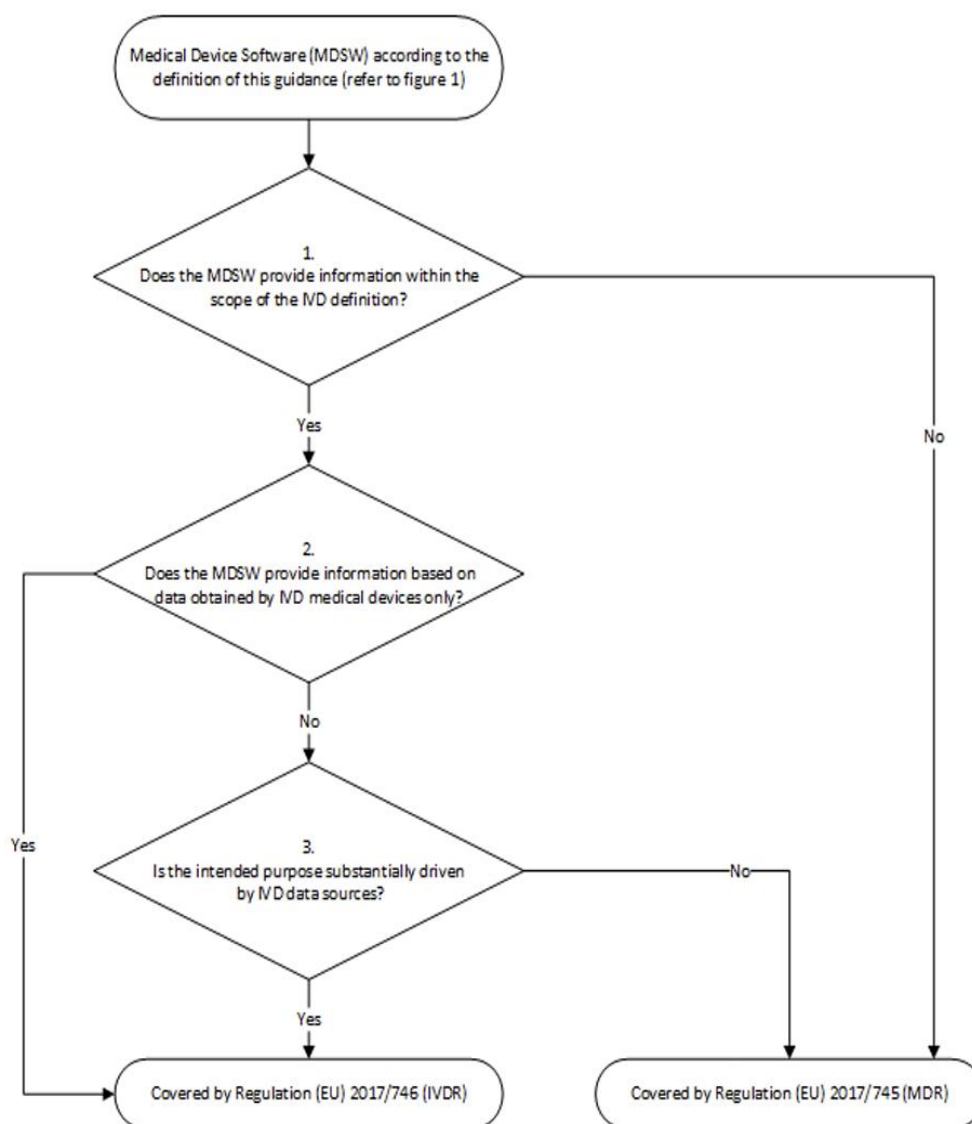 Medical Device Software (MDSW) according to the
definition of this guidance (refer to figure 1)
1.
Does the MDSW provide information within the
scope of the IVD definition?
Yes
No
2.
Does the MDSW provide information based on
data obtained by IVD medical devices only?
No
Yes
3.
Is the intended purpose substantially driven
by IVD data sources?
No
Yes
Covered by Regulation (EU) 2017/746 (IVDR)
Covered by Regulation (EU) 2017/745 (MDR)